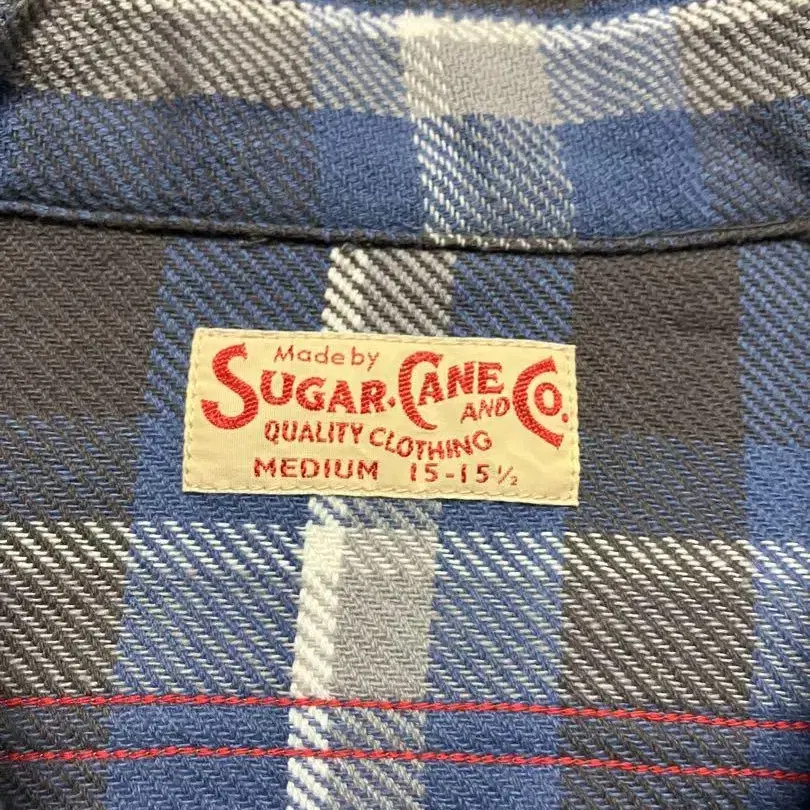 Made by
SUGAR.CANE AND CO.
QUALITY CLOTHING
MEDIUM 15-15½